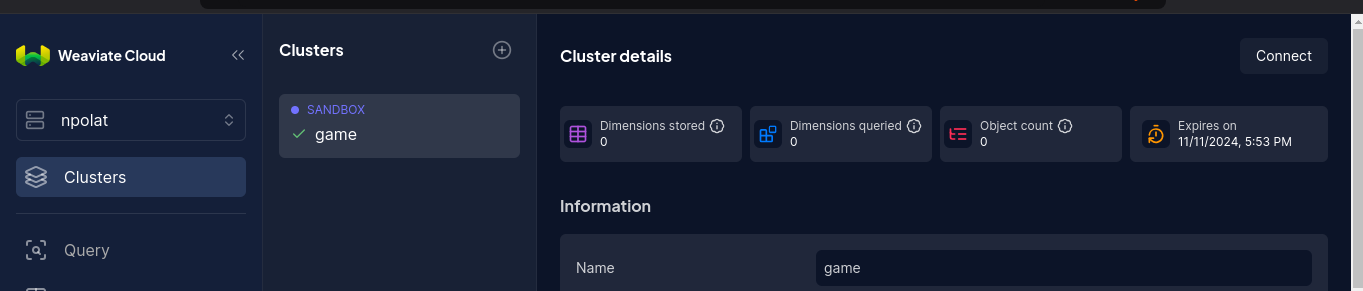 Weaviate Cloud
npolat
Clusters
Query
Clusters
SANDBOX
game
Cluster details
Connect
Dimensions stored
0
Dimensions queried
0
Object count
0
Expires on
11/11/2024, 5:53 PM
Information
Name
game